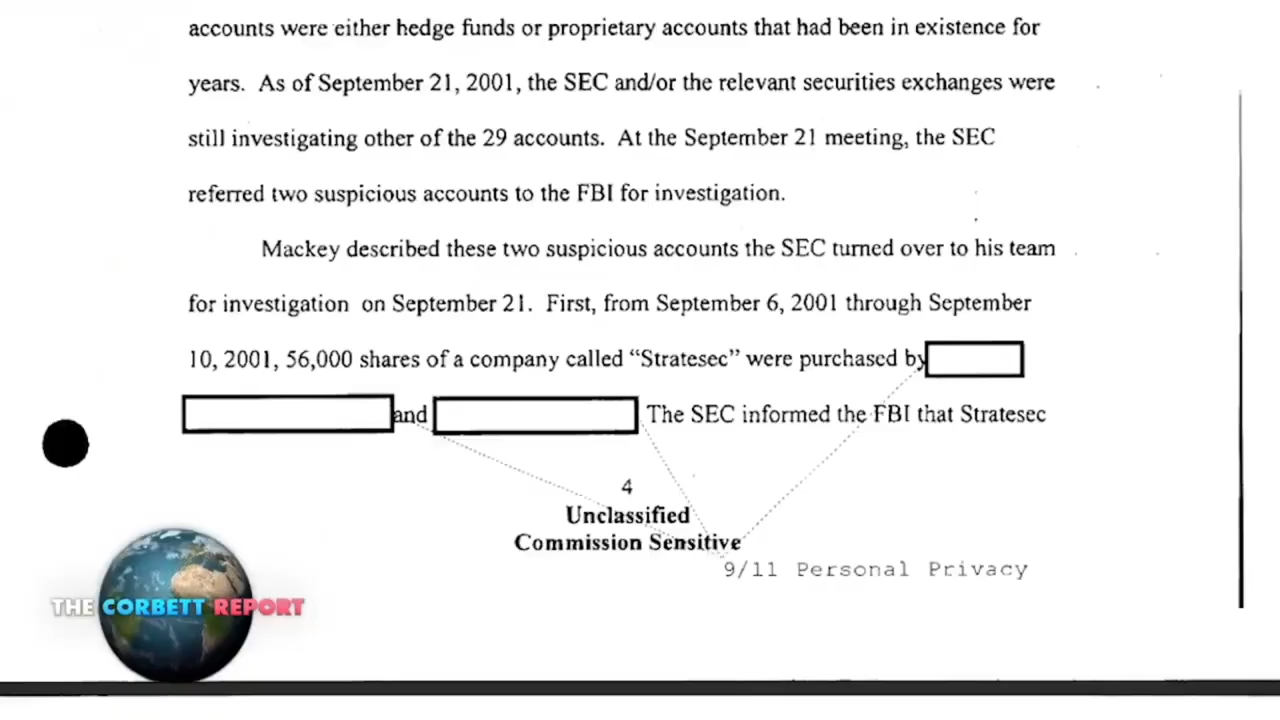 accounts were either hedge funds or proprietary accounts that had been in existence for
years. As of September 21, 2001, the SEC and/or the relevant securities exchanges were
still investigating other of the 29 accounts. At the September 21 meeting, the SEC
referred two suspicious accounts to the FBI for investigation.
Mackey described these two suspicious accounts the SEC turned over to his team
for investigation on September 21. First, from September 6, 2001 through September
10, 2001, 56,000 shares of a company called “Stratesec” were purchased by
and The SEC informed the FBI that Stratesec
4
Unclassified
Commission Sensitive
9/11 Personal Privacy
THE CORBETT REPORT